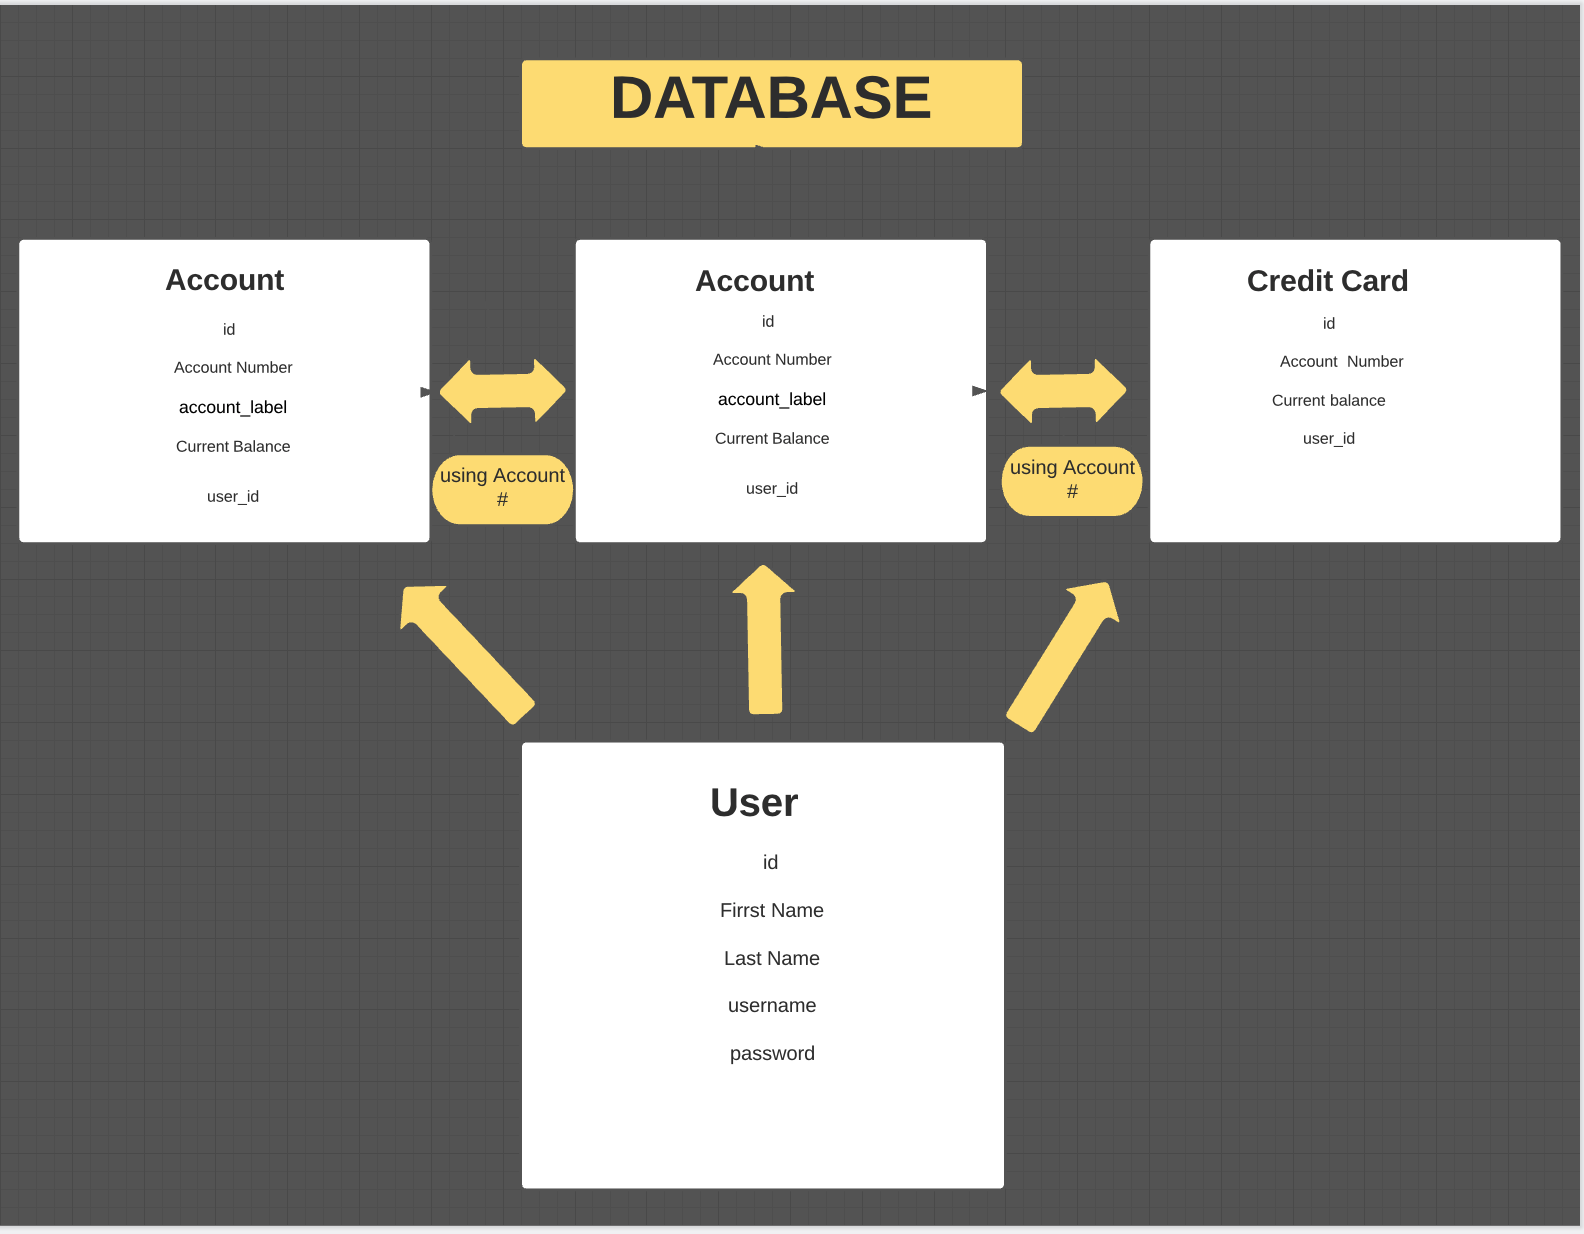 DATABASE
Account
id
Account Number
account_label
Current Balance
user_id
using Account
#
Account
id
Account Number
account_label
Current Balance
user_id
using Account
#
Credit Card
id
Account  Number
Current balance
user_id
User
id
Firrst Name
Last Name
username
password